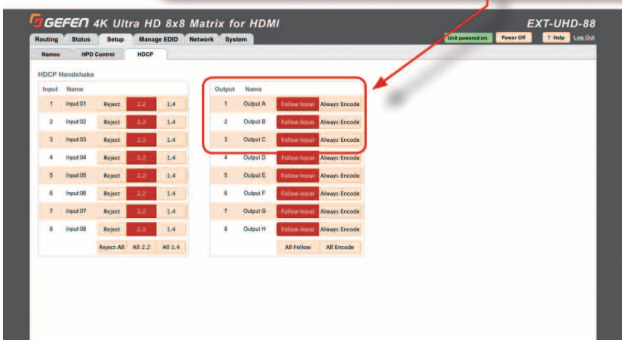 GEFEN 4K Ultra HD 8x8 Matrix for HDMI EXT-UHD-88
Routing Status Setup Manage EDID Network System Unit powered on Power Off ? Help Log Out
Names HPD Control HDCP
HDCP Handshake
Input Name Output Name
1 Input 01 Reject 2.2 1.4 1 Output A Follow Input Always Encode
2 Input 02 Reject 2.2 1.4 2 Output B Follow Input Always Encode
3 Input 03 Reject 2.2 1.4 3 Output C Follow Input Always Encode
4 Input 04 Reject 2.2 1.4 4 Output D Follow Input Always Encode
5 Input 05 Reject 2.2 1.4 5 Output E Follow Input Always Encode
6 Input 06 Reject 2.2 1.4 6 Output F Follow Input Always Encode
7 Input 07 Reject 2.2 1.4 7 Output G Follow Input Always Encode
8 Input 08 Reject 2.2 1.4 8 Output H Follow Input Always Encode
Reject All All 2.2 All 1.4 All Follow All Encode